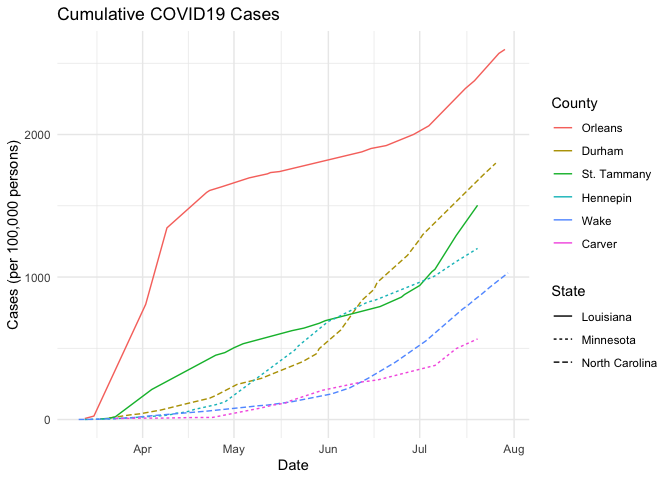 Cumulative COVID19 Cases
Cases (per 100,000 persons)
2000
1000
0
Apr
May
Jun
Jul
Aug
Date
County
Orleans
Durham
St. Tammany
Hennepin
Wake
Carver
State
Louisiana
Minnesota
North Carolina